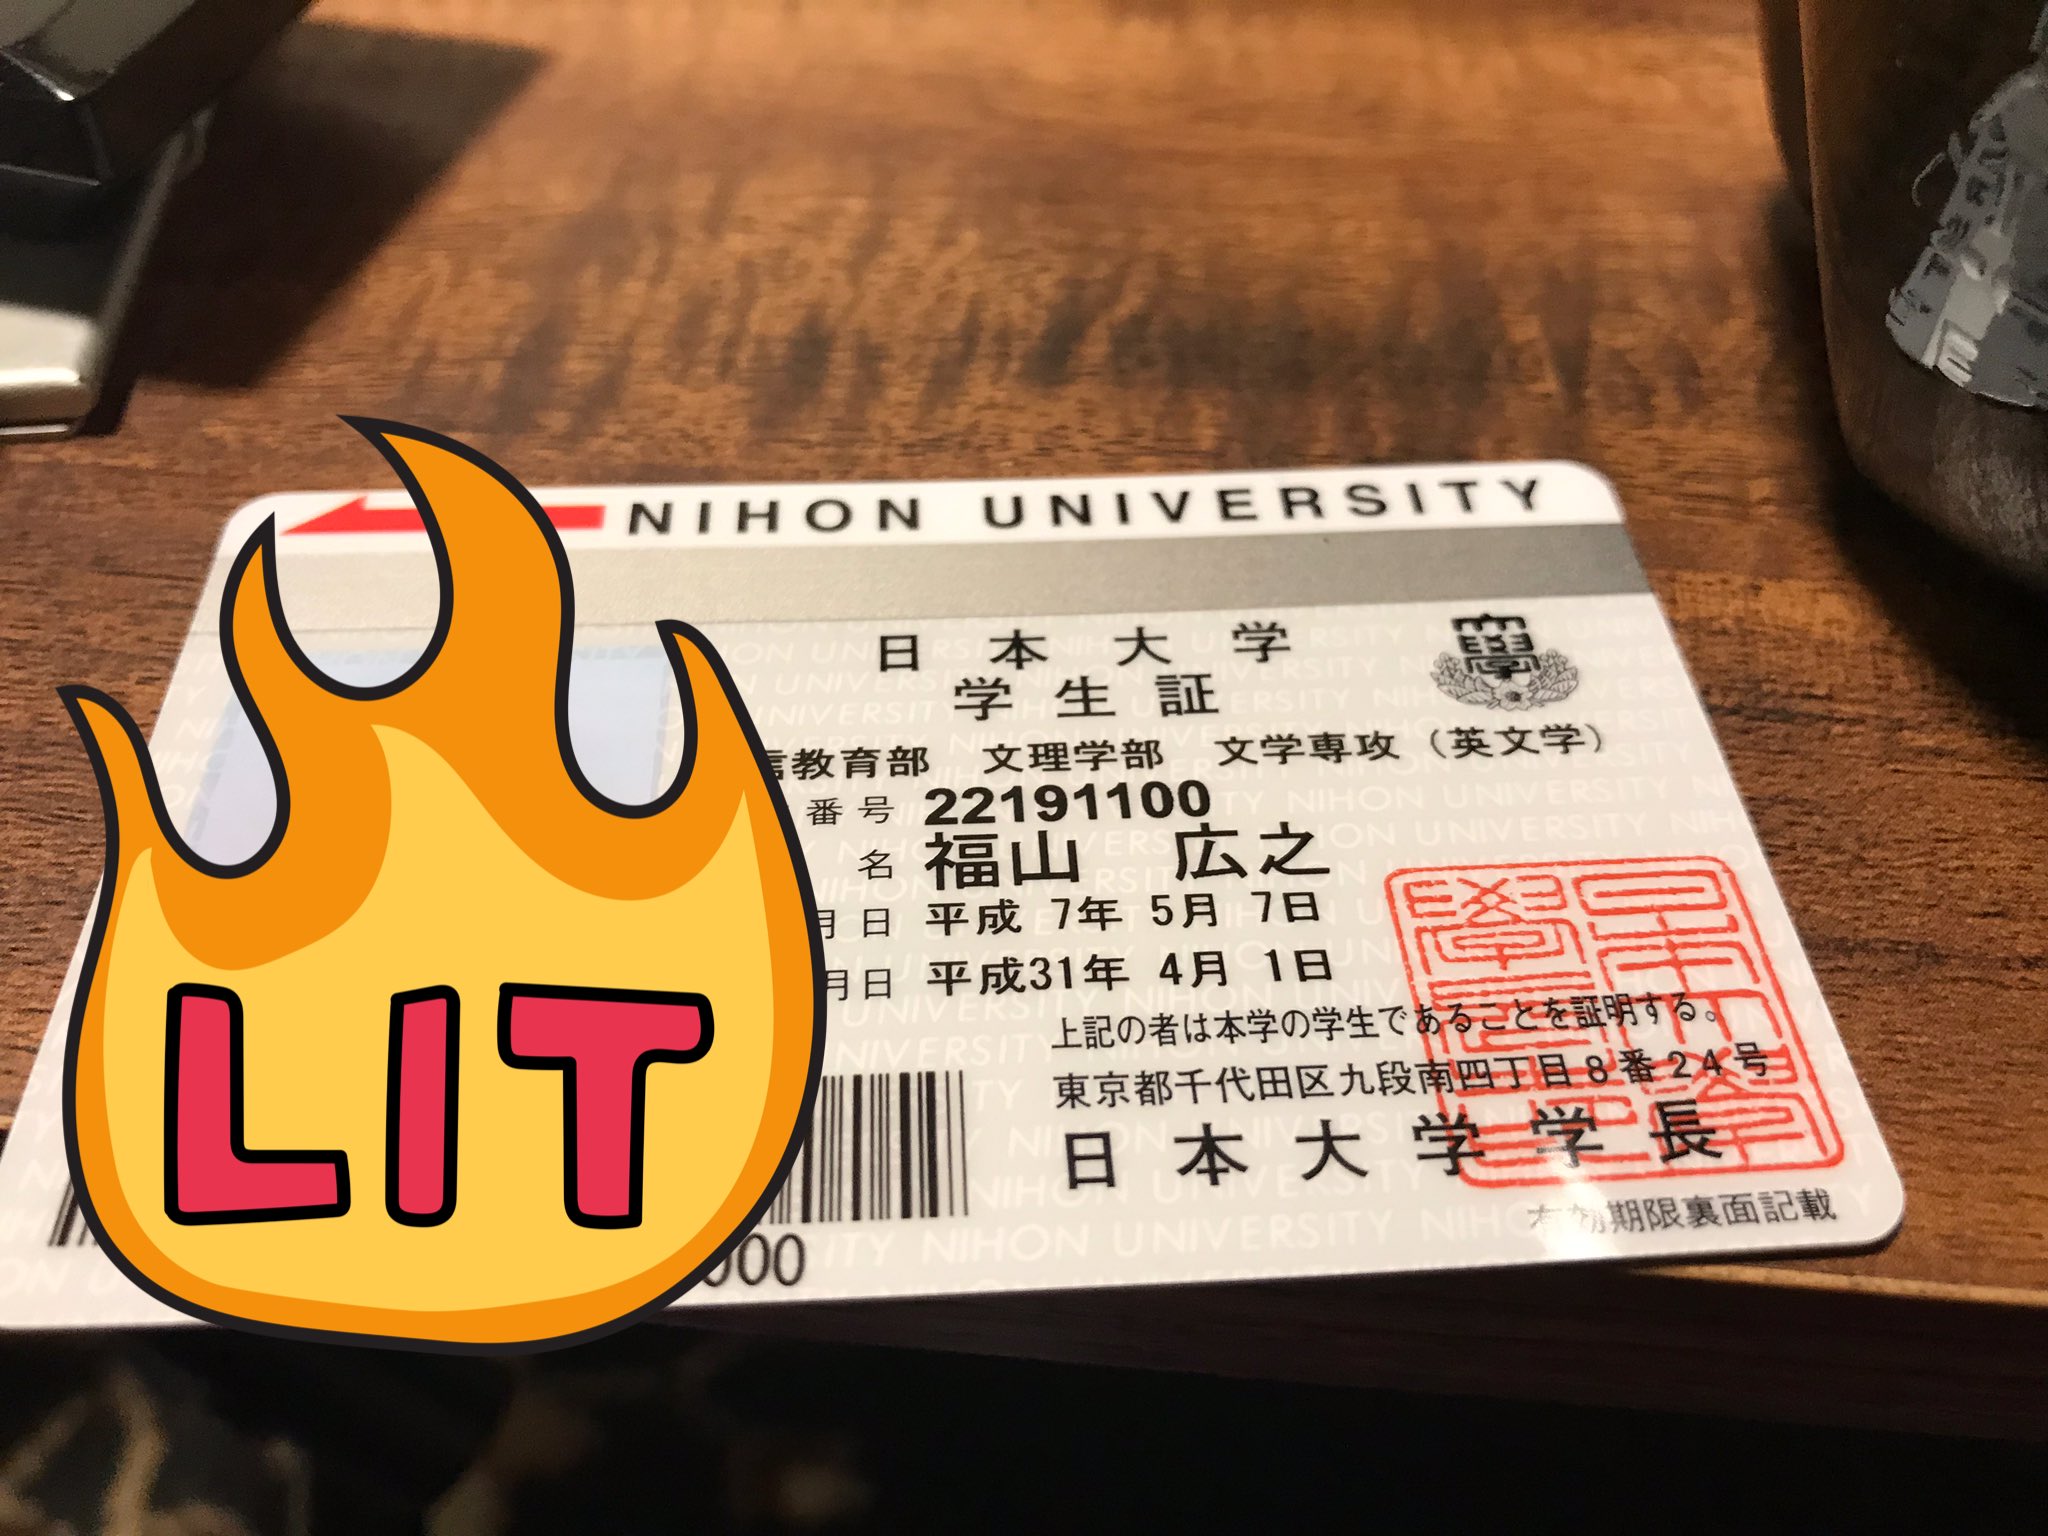 NIHON UNIVERSITY
日本大学
学生証
信教育部 文理学部 文学専攻（英文学）
番号 22191100
名 福山 広之
月日 平成 7年 5月 7日
月日 平成31年 4月 1日
上記の者は本学の学生であることを証明する。
東京都千代田区九段南四丁目8番24号
日本大学学長
有効期限裏面記載
000
LIT